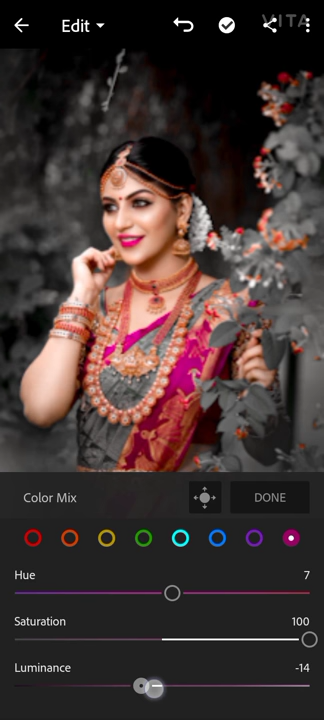 Edit
VITA
Color Mix
DONE
Hue 7
Saturation 100
Luminance -14